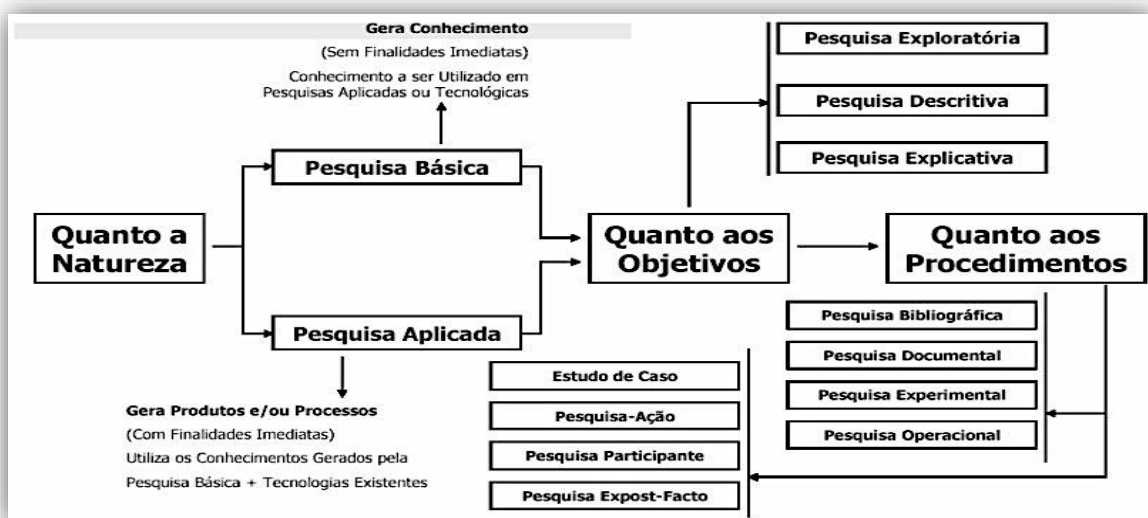 Gera Conhecimento
(Sem Finalidades Imediatas)
Conhecimento a ser Utilizado em
Pesquisas Aplicadas ou Tecnológicas
Pesquisa Básica
Quanto a
Natureza
Pesquisa Aplicada
Gera Produtos e/ou Processos
(Com Finalidades Imediatas)
Utiliza os Conhecimentos Gerados pela
Pesquisa Básica + Tecnologias Existentes
Quanto aos
Objetivos
Pesquisa Exploratória
Pesquisa Descritiva
Pesquisa Explicativa
Quanto aos
Procedimentos
Pesquisa Bibliográfica
Pesquisa Documental
Pesquisa Experimental
Pesquisa Operacional
Estudo de Caso
Pesquisa-Ação
Pesquisa Participante
Pesquisa Expost-Facto